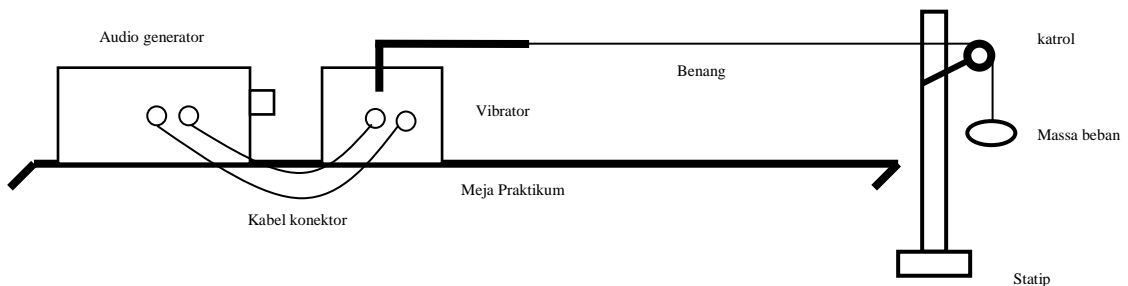 Audio generator
katrol
Benang
Vibrator
Massa beban
Meja Praktikum
Kabel konektor
Statip